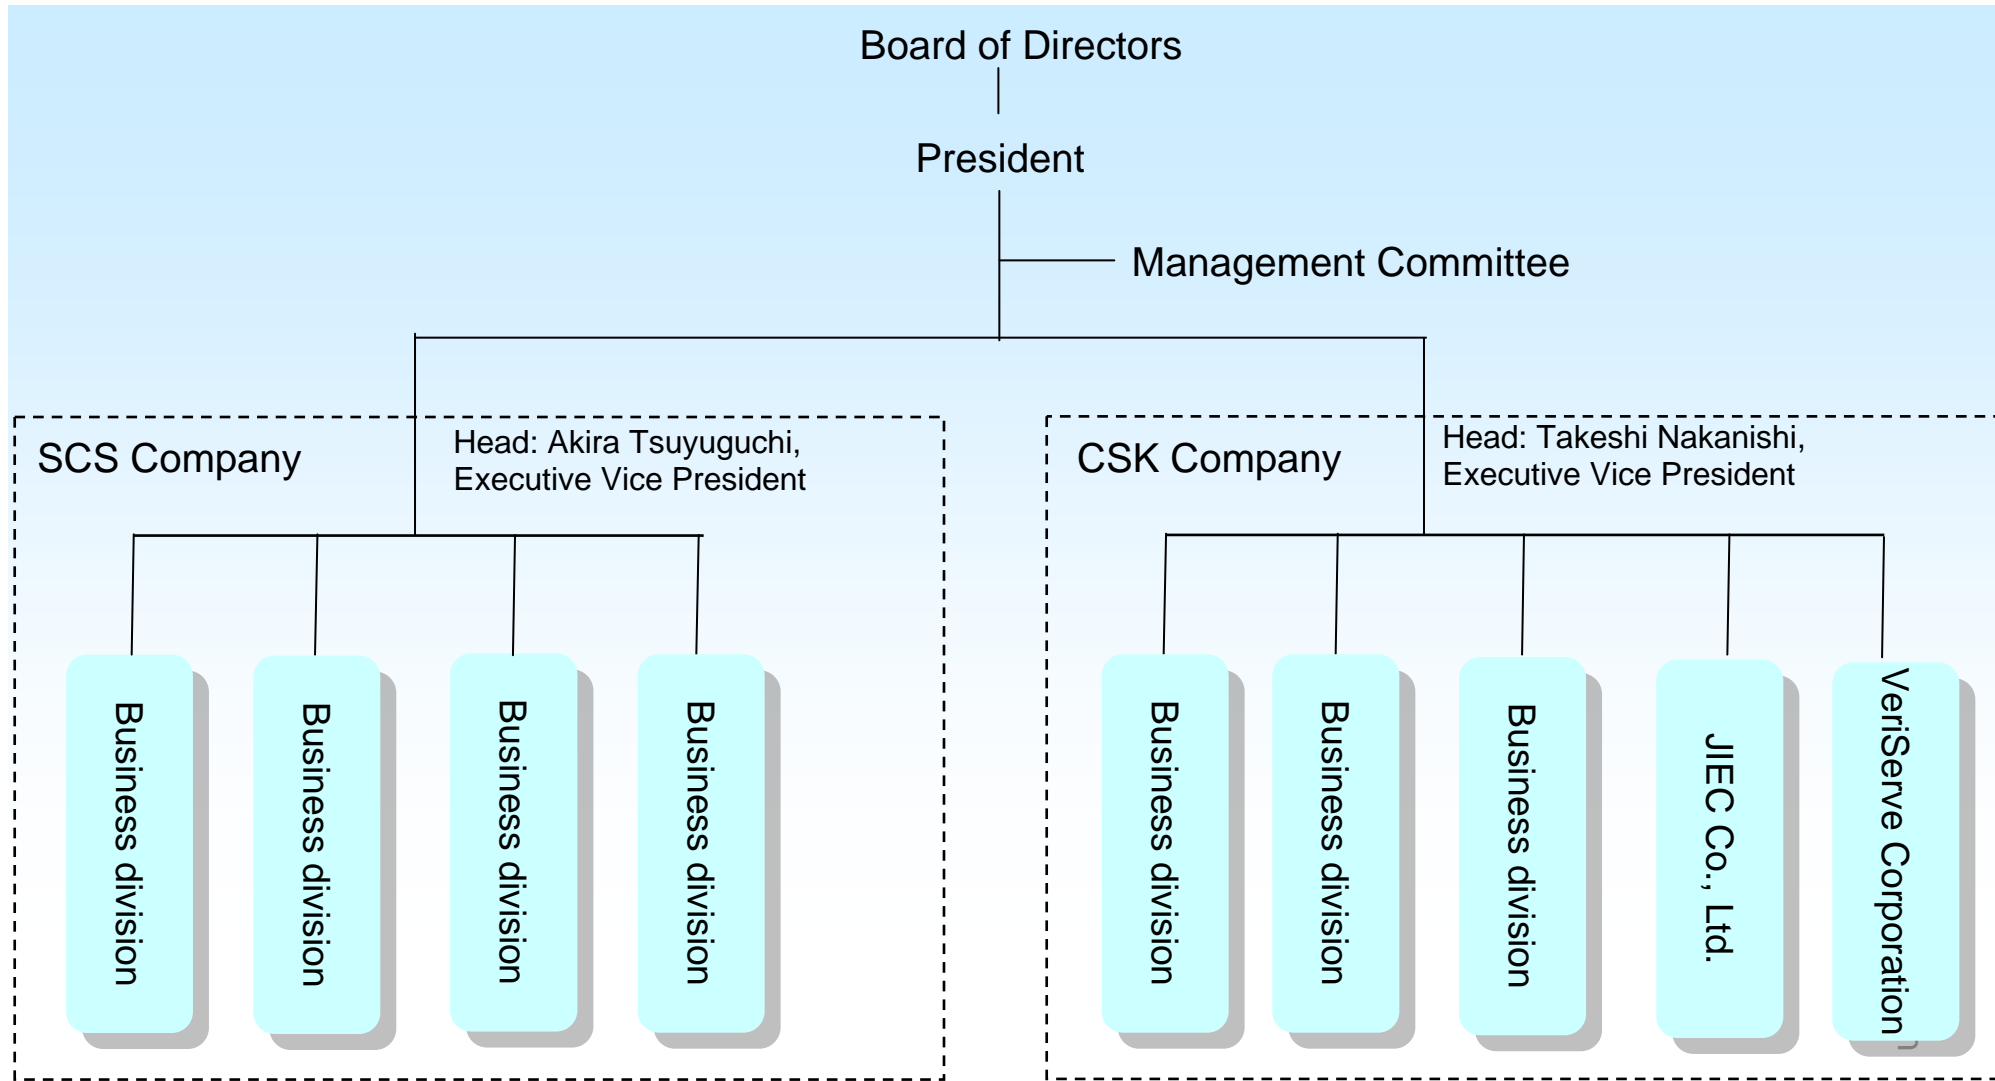 Board of Directors
President
Management Committee
SCS Company
Head: Akira Tsuyuguchi,
Executive Vice President
CSK Company
Head: Takeshi Nakanishi,
Executive Vice President
Business division
Business division
Business division
Business division
Business division
Business division
Business division
JIEC Co., Ltd.
VeriServe Corporation